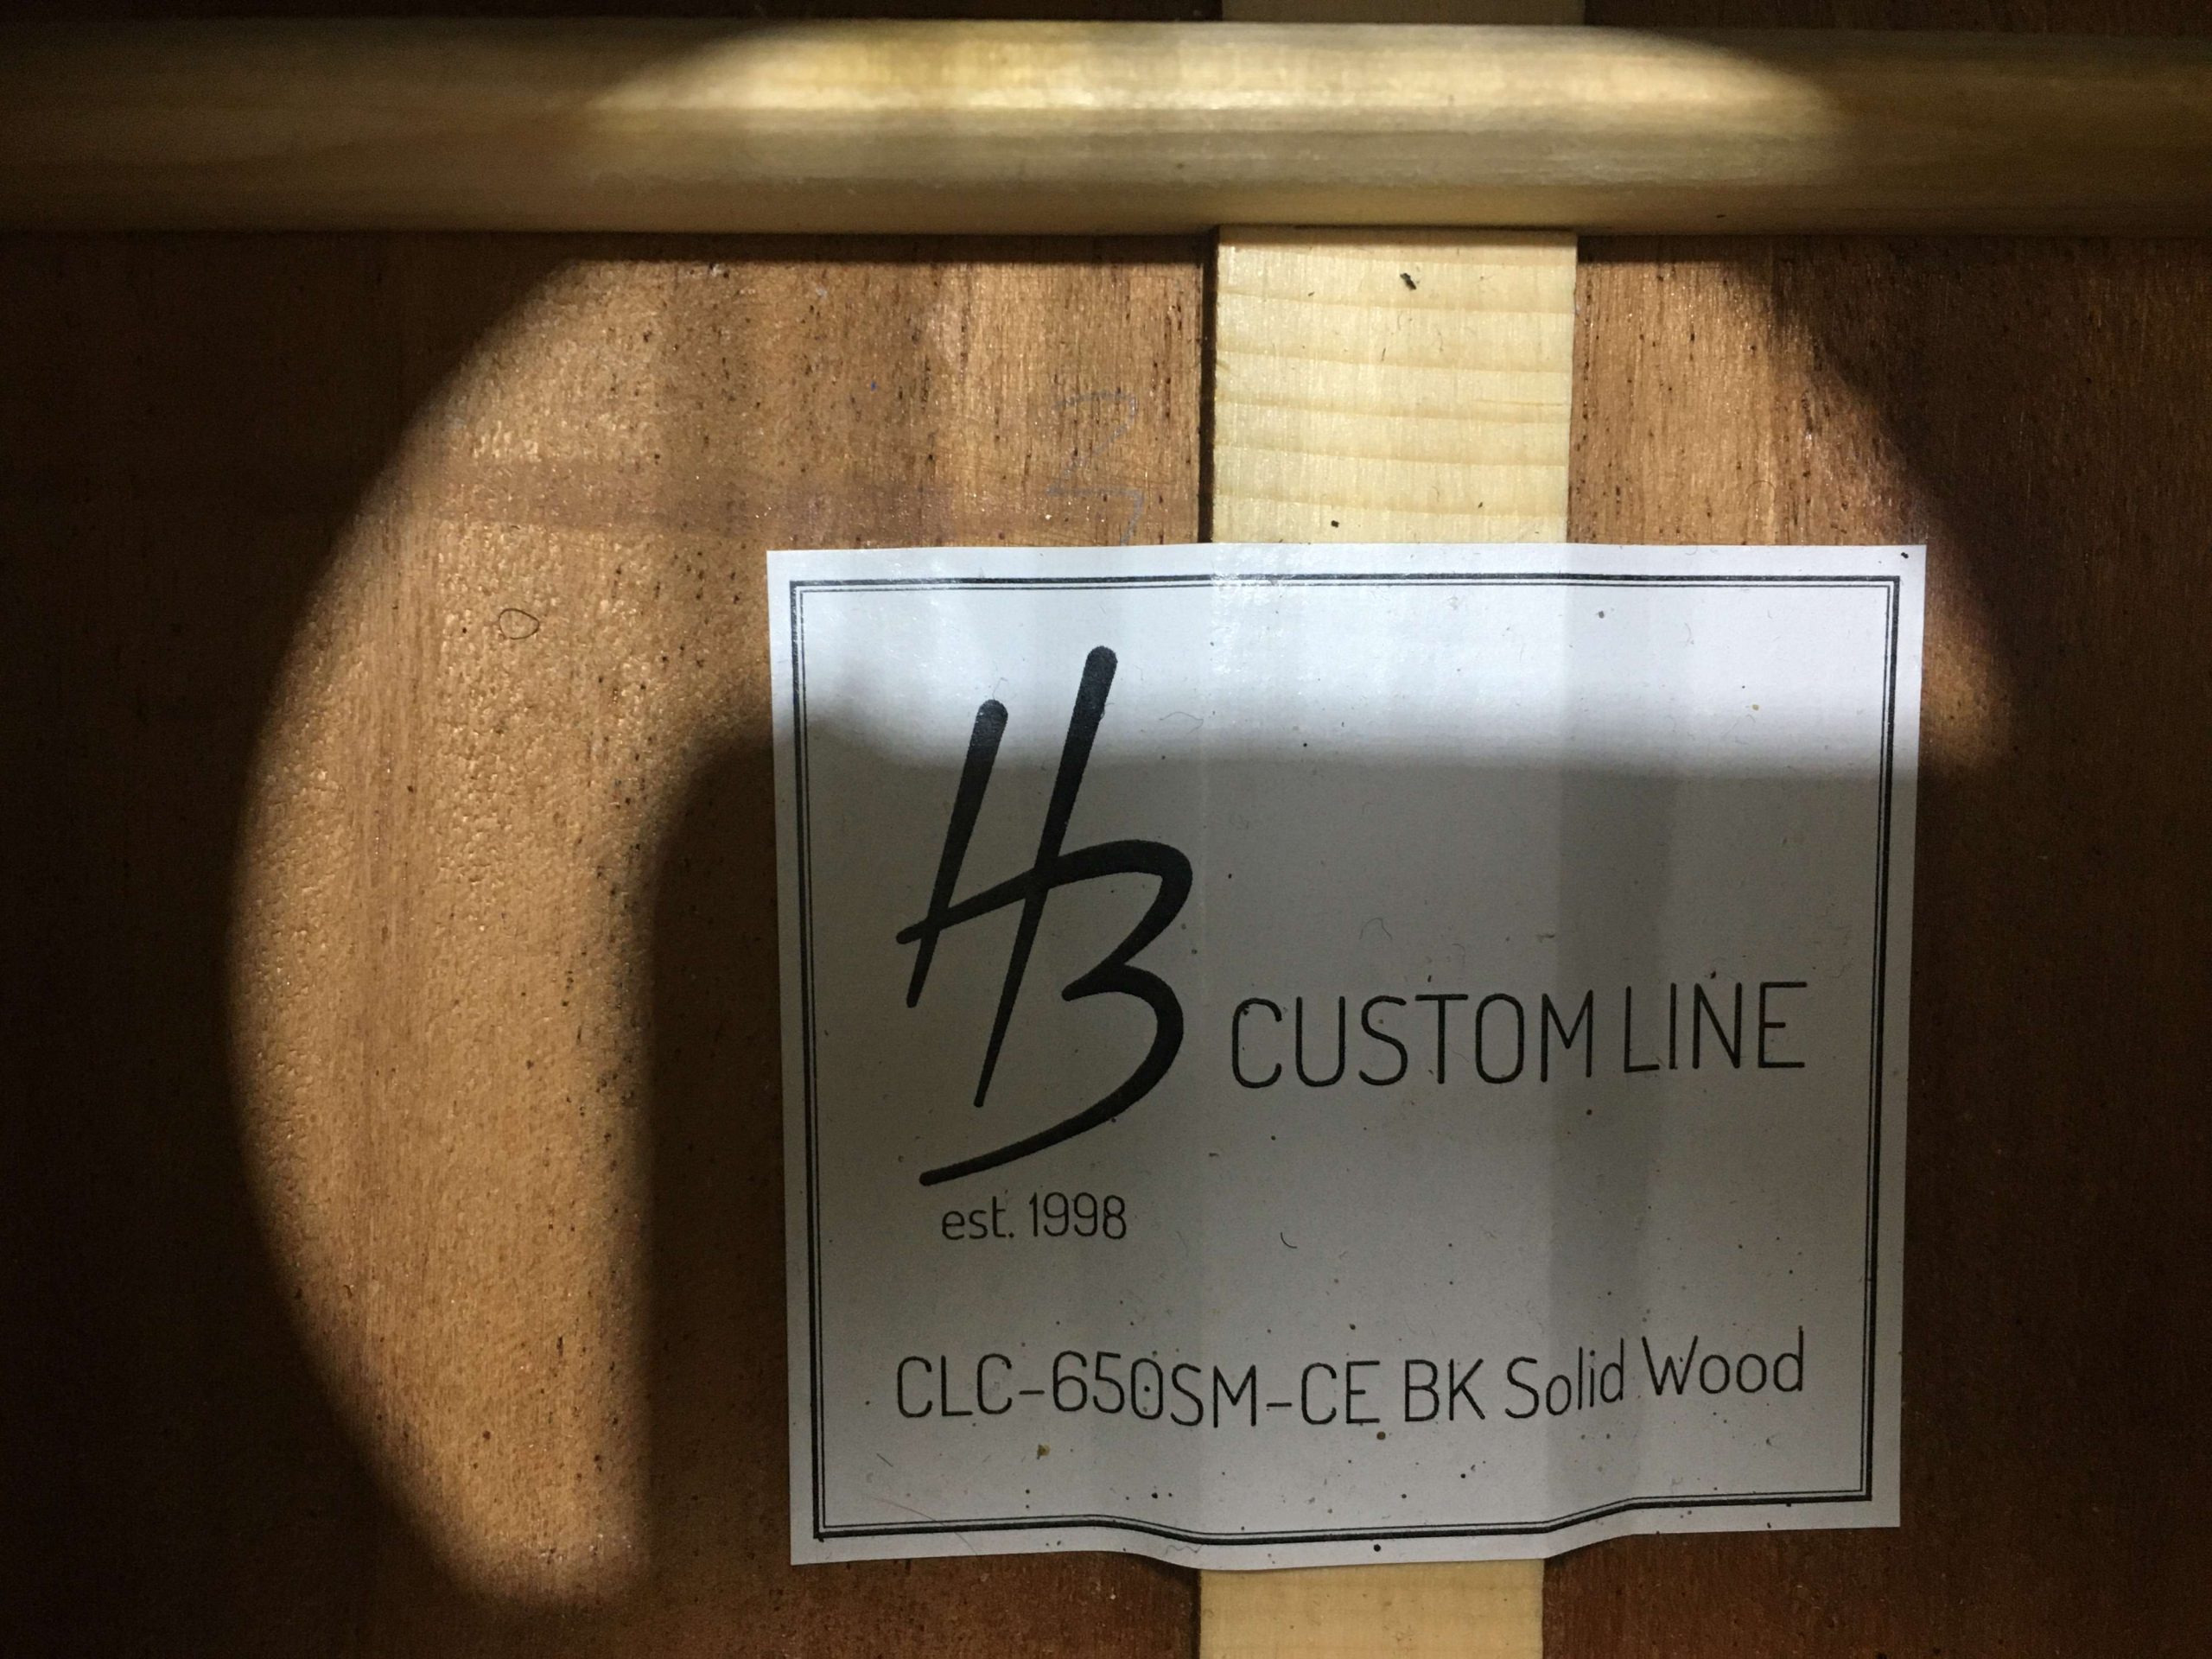 HB CUSTOM LINE
est. 1998
CLC-650SM-CE BK Solid Wood